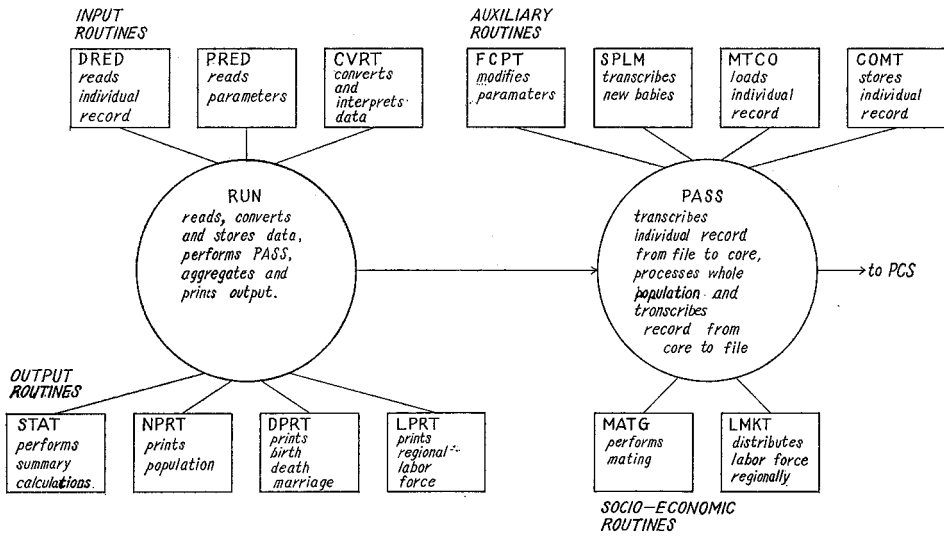 INPUT
ROUTINES
DRED
reads
individual
record
PRED
reads
parameters
CVRT
converts
and
interprets
data
AUXILIARY
ROUTINES
FCPT
modifies
paramaters
SPLM
transcribes
new babies
MTCO
loads
individual
record
COMT
stores
individual
record
RUN
reads, converts
and stores data,
performs PASS,
aggregates and
prints output.
PASS
transcribes
individual record
from file to core,
processes whole
population and
transcribes
record from
core to file
to PCS
OUTPUT
ROUTINES
STAT
performs
summary
calculations.
NPRT
prints
population
DPRT
prints
birth
death
marriage
LPRT
prints
regional
labor
force
MATG
performs
mating
LMKT
distributes
labor force
regionally
SOCIO-ECONOMIC
ROUTINES